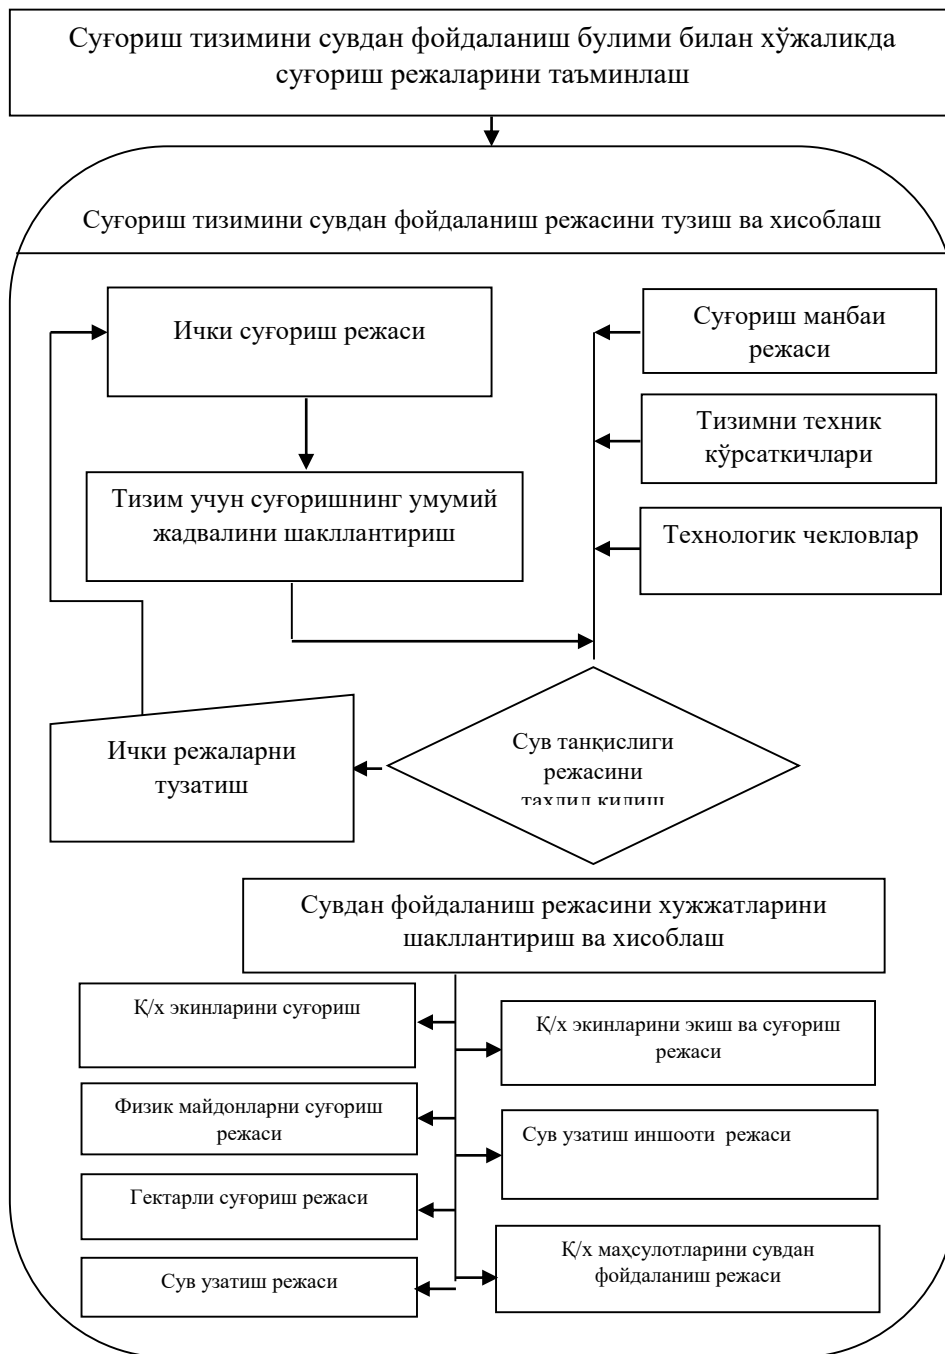 Суғориш тизимини сувдан фойдаланиш булими билан хўжаликда
суғориш режаларини таъминлаш
Суғориш тизимини сувдан фойдаланиш режасини тузиш ва хисоблаш
Ички суғориш режаси
Суғориш манбаи
режаси
Тизимни техник
кўрсаткичлари
Тизим учун суғоришнинг умумий
жадвалини шакллантириш
Технологик чекловлар
Ички режаларни
тузатиш
Сув танқислиги
режасини
тахлил килиш
Сувдан фойдаланиш режасини хужжатларини
шакллантириш ва хисоблаш
Қ/х экинларини суғориш
Қ/х экинларини экиш ва суғориш
режаси
Физик майдонларни суғориш
режаси
Сув узатиш иншооти режаси
Гектарли суғориш режаси
Қ/х маҳсулотларини сувдан
фойдаланиш режаси
Сув узатиш режаси